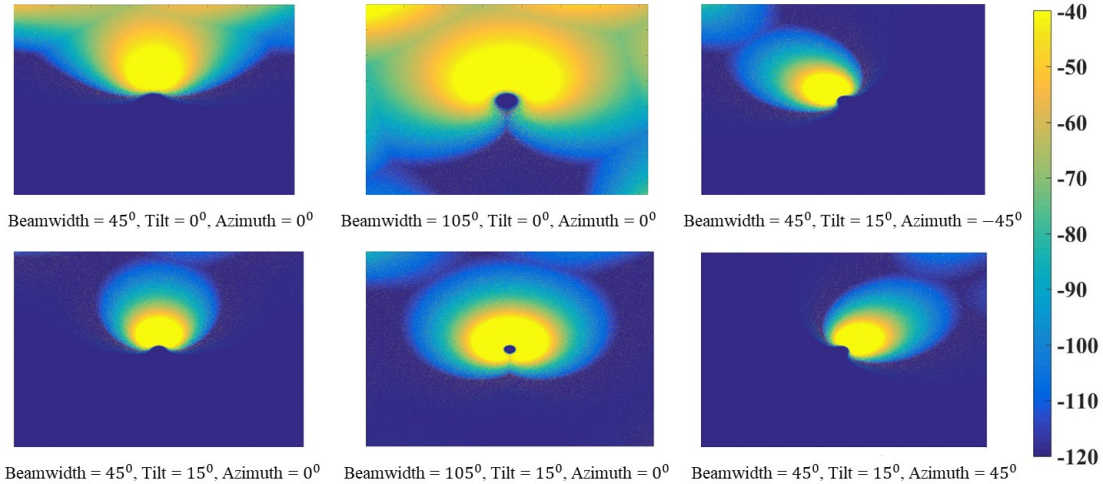 Beamwidth = 45⁰, Tilt = 0⁰, Azimuth = 0⁰
Beamwidth = 105⁰, Tilt = 0⁰, Azimuth = 0⁰
Beamwidth = 45⁰, Tilt = 15⁰, Azimuth = −45⁰
Beamwidth = 45⁰, Tilt = 15⁰, Azimuth = 0⁰
Beamwidth = 105⁰, Tilt = 15⁰, Azimuth = 0⁰
Beamwidth = 45⁰, Tilt = 15⁰, Azimuth = 45⁰
-40
-50
-60
-70
-80
-90
-100
-110
-120